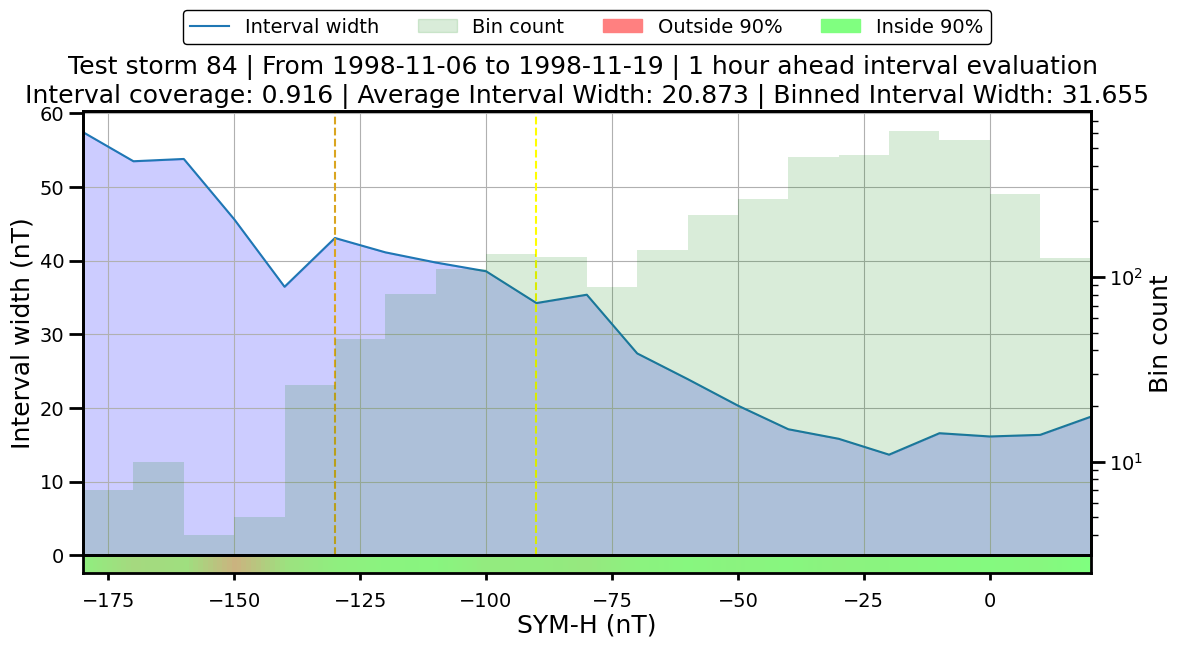 Interval width Bin count Outside 90% Inside 90%
Test storm 84 | From 1998-11-06 to 1998-11-19 | 1 hour ahead interval evaluation
Interval coverage: 0.916 | Average Interval Width: 20.873 | Binned Interval Width: 31.655
60
50
40
30
20
10
0
Interval width (nT)
10²
10¹
Bin count
−175 −150 −125 −100 −75 −50 −25 0
SYM-H (nT)